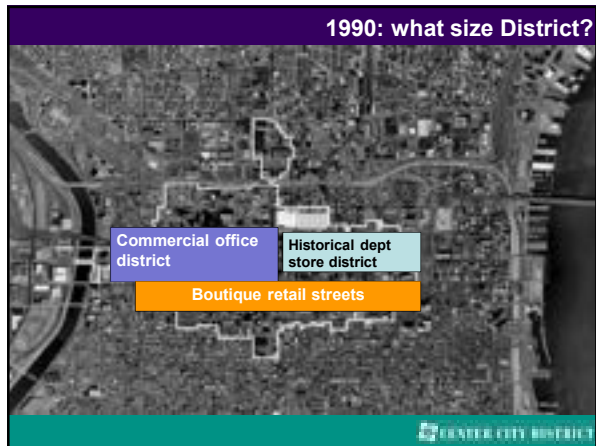 1990: what size District?
Commercial office
district
Historical dept
store district
Boutique retail streets
CENTER CITY DISTRICT